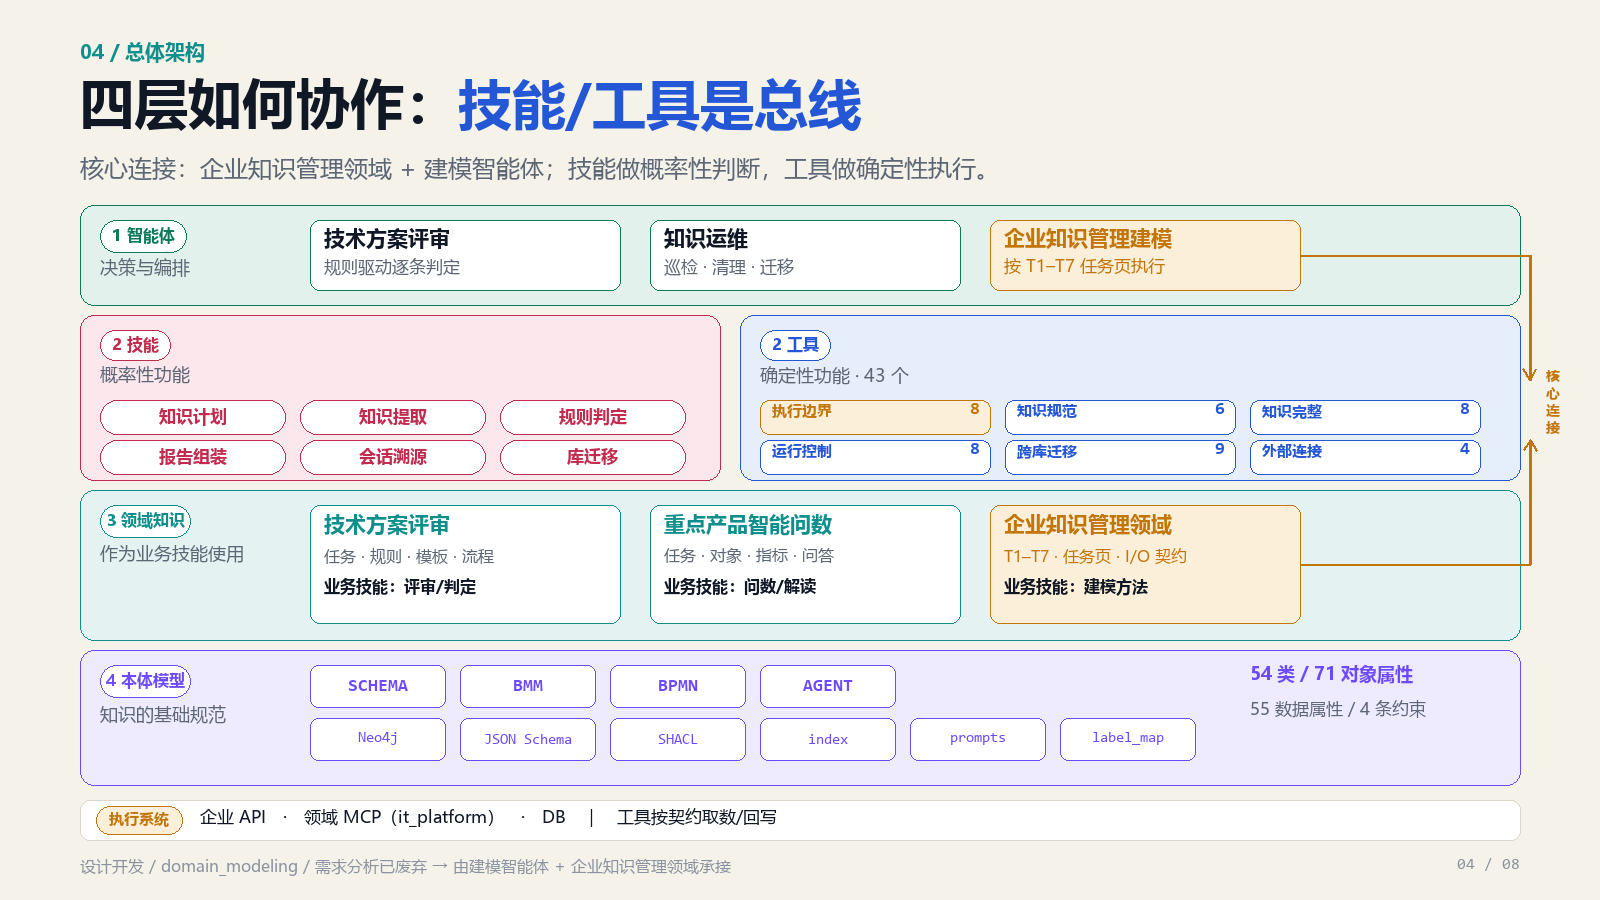 04 / 总体架构
四层如何协作：技能/工具是总线
核心连接：企业知识管理领域 + 建模智能体；技能做概率性判断，工具做确定性执行。
1 智能体
决策与编排
技术方案评审
规则驱动逐条判定
知识运维
巡检 · 清理 · 迁移
企业知识管理建模
按 T1–T7 任务页执行
2 技能
概率性功能
知识计划
知识提取
规则判定
报告组装
会话溯源
库迁移
2 工具
确定性功能 · 43 个
执行边界 8
知识规范 6
知识完整 8
运行控制 8
跨库迁移 9
外部连接 4
核心连接
3 领域知识
作为业务技能使用
技术方案评审
任务 · 规则 · 模板 · 流程
业务技能：评审/判定
重点产品智能问数
任务 · 对象 · 指标 · 问答
业务技能：问数/解读
企业知识管理领域
T1–T7 · 任务页 · I/O 契约
业务技能：建模方法
4 本体模型
知识的基础规范
SCHEMA
BMM
BPMN
AGENT
Neo4j
JSON Schema
SHACL
index
prompts
label_map
54 类 / 71 对象属性
55 数据属性 / 4 条约束
执行系统
企业 API · 领域 MCP（it_platform） · DB | 工具按契约取数/回写
设计开发 / domain_modeling / 需求分析已废弃 → 由建模智能体 + 企业知识管理领域承接
04 / 08